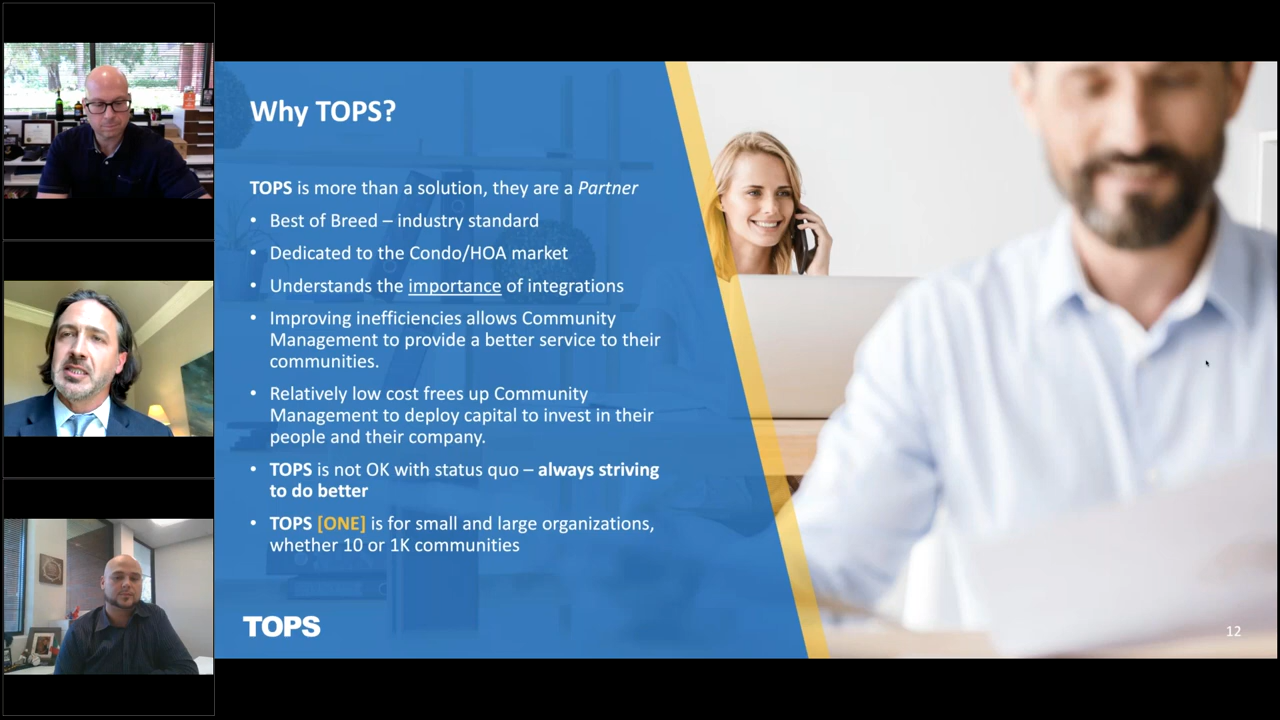 Why TOPS?
TOPS is more than a solution, they are a Partner
• Best of Breed – industry standard
• Dedicated to the Condo/HOA market
• Understands the importance of integrations
• Improving inefficiencies allows Community
Management to provide a better service to their
communities.
• Relatively low cost frees up Community
Management to deploy capital to invest in their
people and their company.
• TOPS is not OK with status quo – always striving
to do better
• TOPS [ONE] is for small and large organizations,
whether 10 or 1K communities
TOPS
12